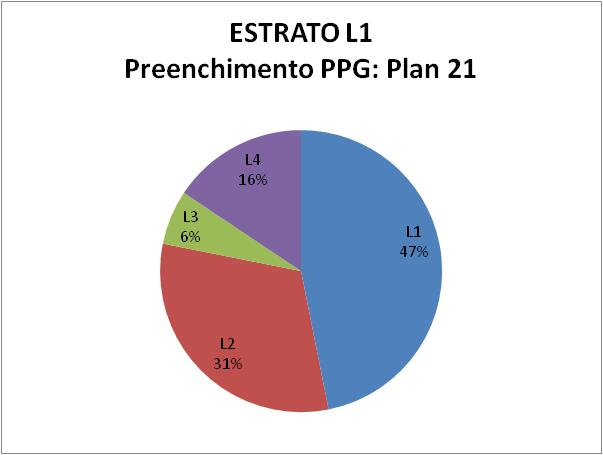 ESTRATO L1
Preenchimento PPG: Plan 21
L4
16%
L3
6%
L1
47%
L2
31%